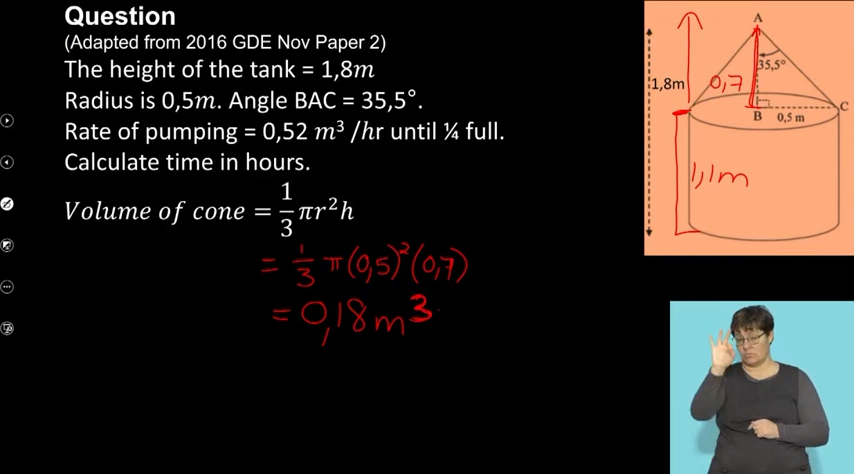 Question
(Adapted from 2016 GDE Nov Paper 2)
The height of the tank = 1,8m
Radius is 0,5m. Angle BAC = 35,5°.
Rate of pumping = 0,52 m³ /hr until ¼ full.
Calculate time in hours.
Volume of cone = 1/3 πr²h
= 1/3 π(0,5)²(0,7)
= 0,18m³
A
35,5°
1,8m
0,7
B
0,5 m
C
1,1m